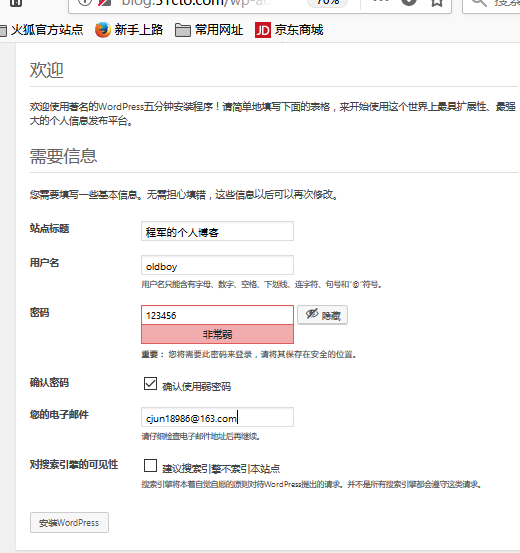 70%
火狐官方站点 新手上路 常用网址 JD 京东商城
欢迎
欢迎使用著名的WordPress五分钟安装程序！请简单地填写下面的表格，来开始使用这个世界上最具扩展性、最强
大的个人信息发布平台。
需要信息
您需要填写一些基本信息。无需担心填错，这些信息以后可以再次修改。
站点标题 程军的个人博客
用户名 oldboy
用户名只能含有字母、数字、空格、下划线、连字符、句号和“@”符号。
密码 123456 隐藏
非常弱
重要： 您将需要此密码来登录，请将其保存在安全的位置。
确认密码 确认使用弱密码
您的电子邮件 cjun18986@163.com
请仔细检查电子邮件地址后再继续。
对搜索引擎的可见性 建议搜索引擎不索引本站点
搜索引擎将本着自觉自愿的原则对待WordPress提出的请求。并不是所有搜索引擎都会遵守这类请求。
安装WordPress